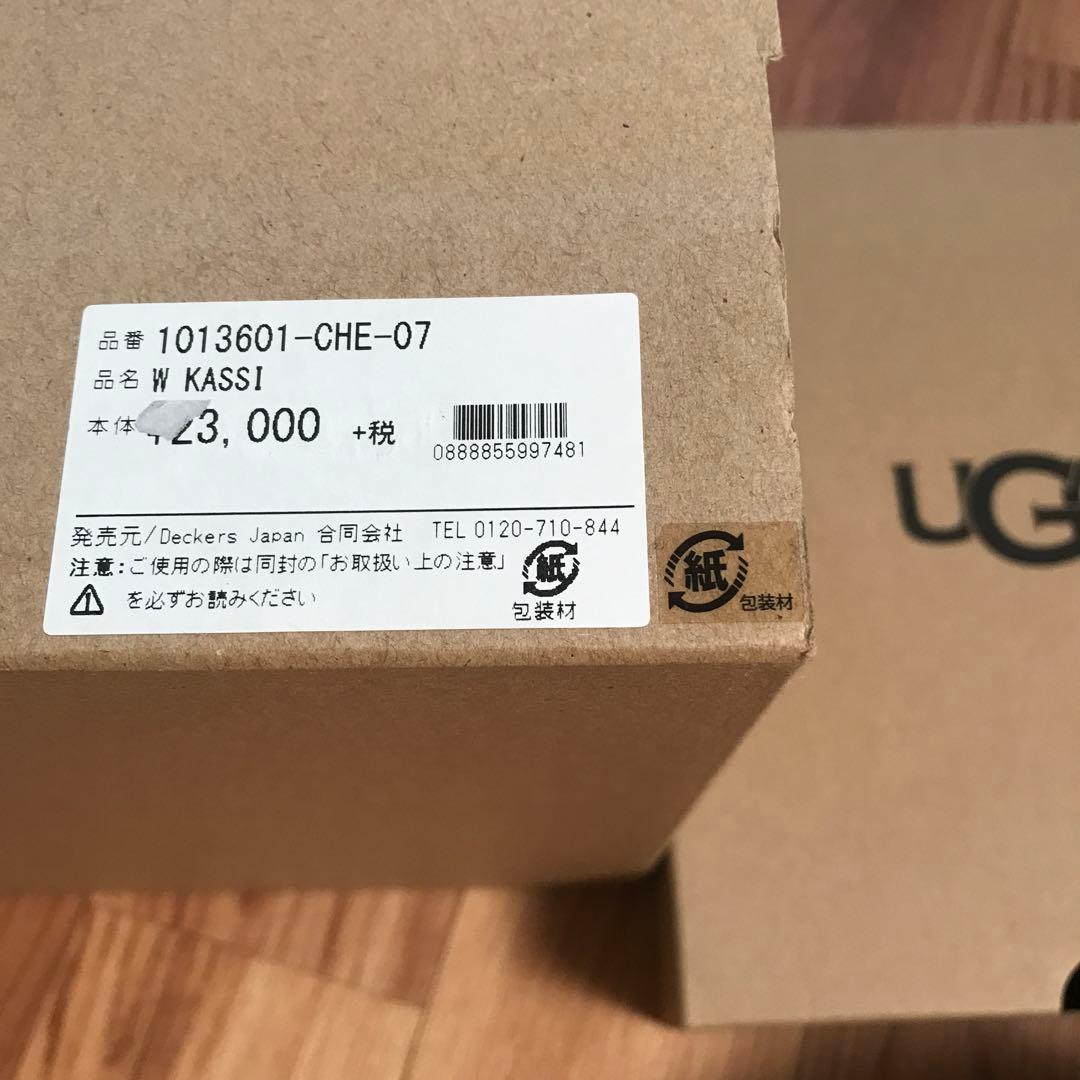 品番 1013601-CHE-07
品名 W KASSI
本体 ¥23,000 +税
0888855997481
発売元/Deckers Japan 合同会社 TEL 0120-710-844
注意:ご使用の際は同封の「お取扱い上の注意」
を必ずお読みください
紙
包装材
紙
包装材
UG